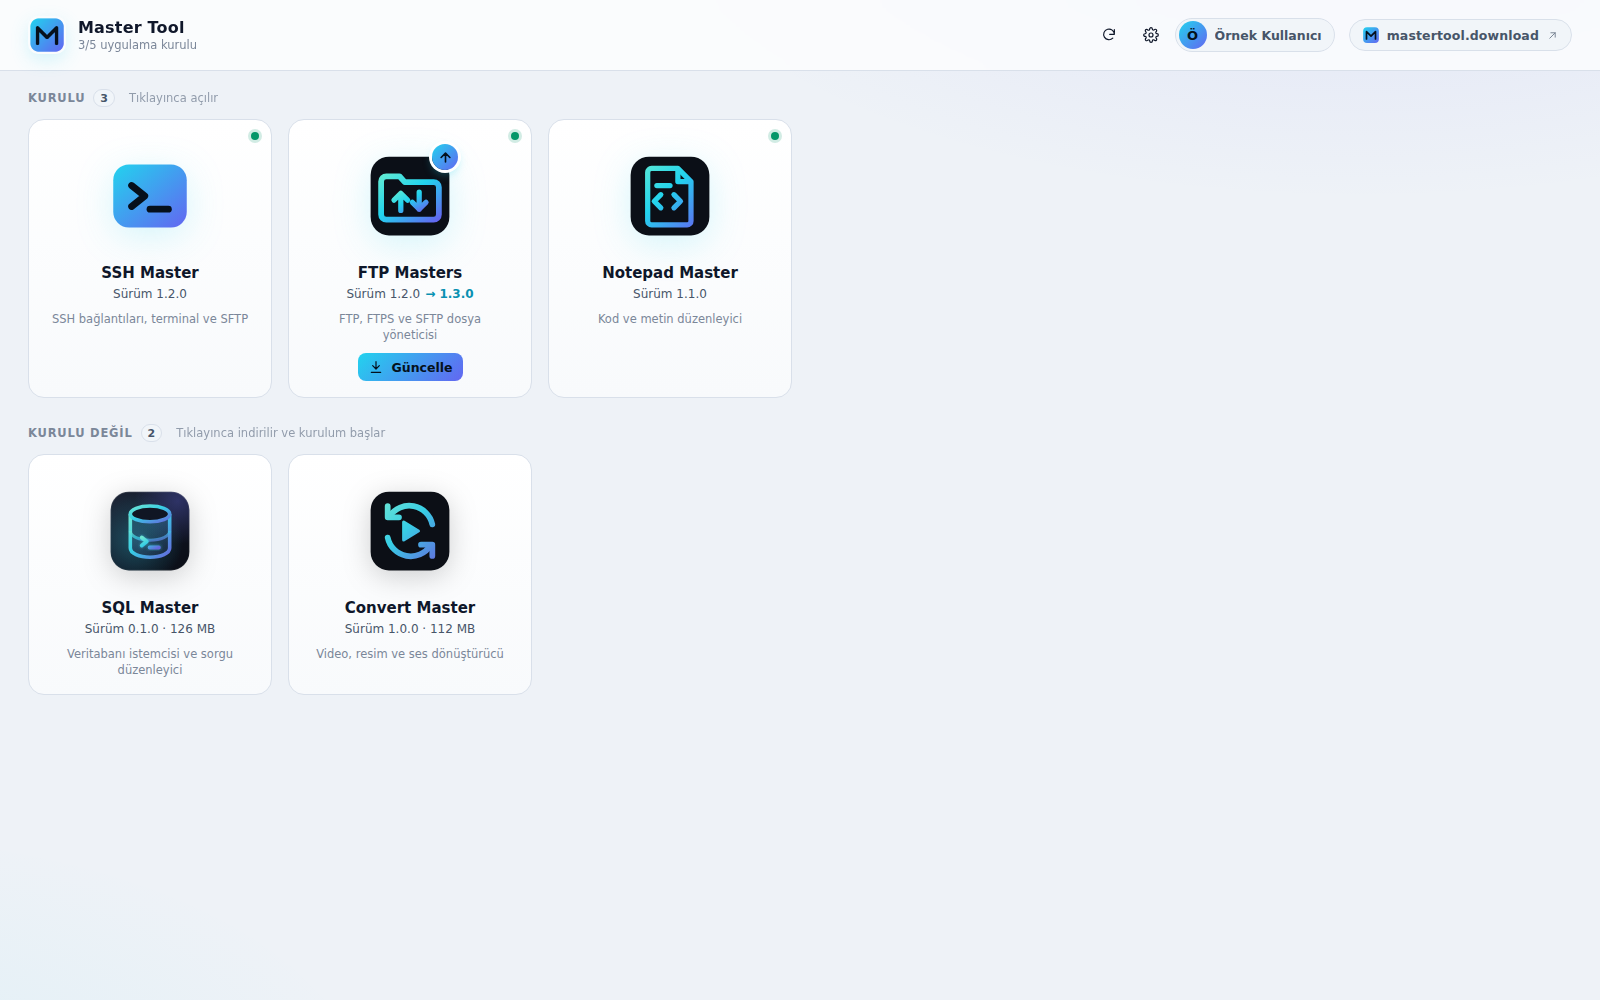 Master Tool
3/5 uygulama kurulu
Ö Örnek Kullanıcı
mastertool.download
KURULU 3 Tıklayınca açılır
SSH Master
Sürüm 1.2.0
SSH bağlantıları, terminal ve SFTP
FTP Masters
Sürüm 1.2.0 → 1.3.0
FTP, FTPS ve SFTP dosya
yöneticisi
Güncelle
Notepad Master
Sürüm 1.1.0
Kod ve metin düzenleyici
KURULU DEĞİL 2 Tıklayınca indirilir ve kurulum başlar
SQL Master
Sürüm 0.1.0 · 126 MB
Veritabanı istemcisi ve sorgu
düzenleyici
Convert Master
Sürüm 1.0.0 · 112 MB
Video, resim ve ses dönüştürücü